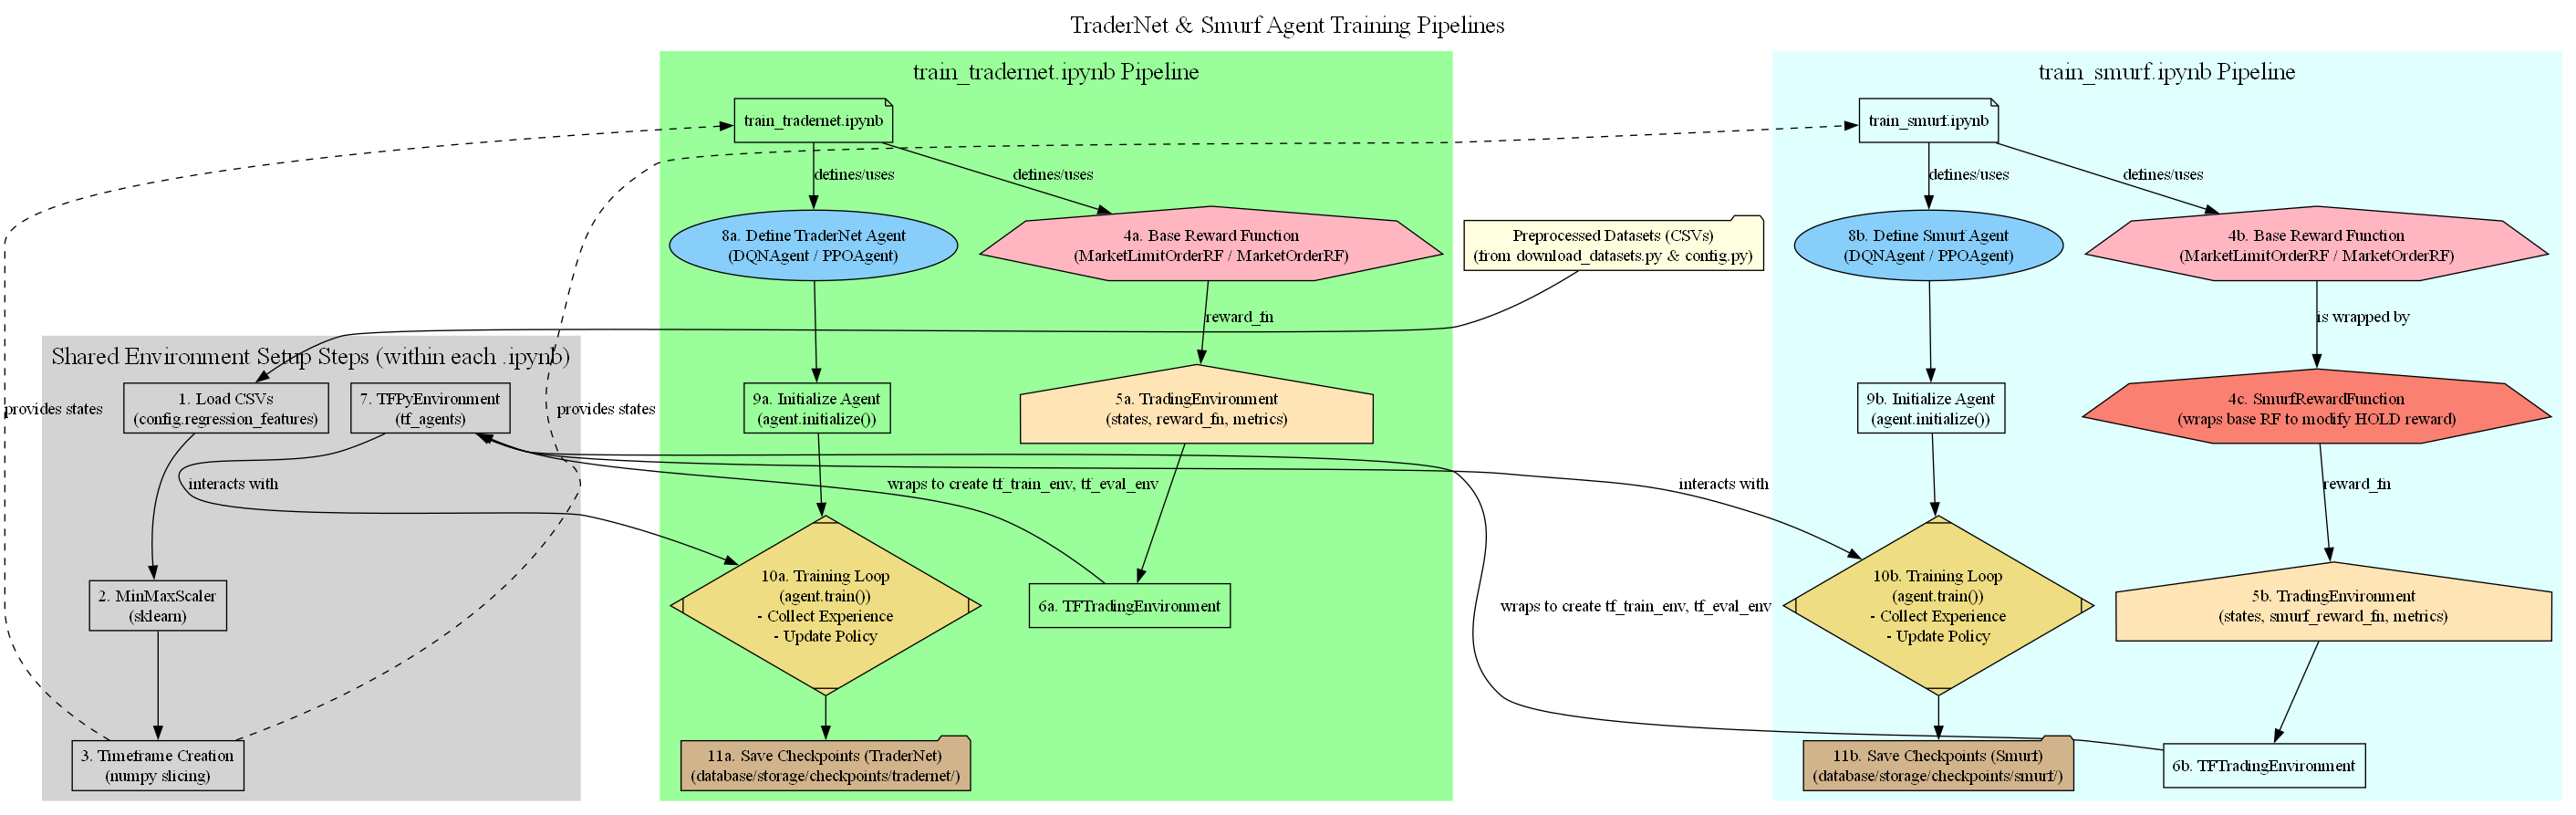 TraderNet & Smurf Agent Training Pipelines
train_tradernet.ipynb Pipeline
train_tradernet.ipynb
defines/uses
defines/uses
8a. Define TraderNet Agent
(DQNAgent / PPOAgent)
4a. Base Reward Function
(MarketLimitOrderRF / MarketOrderRF)
reward_fn
9a. Initialize Agent
(agent.initialize())
5a. TradingEnvironment
(states, reward_fn, metrics)
wraps to create tf_train_env, tf_eval_env
10a. Training Loop
(agent.train())
- Collect Experience
- Update Policy
6a. TFTradingEnvironment
11a. Save Checkpoints (TraderNet)
(database/storage/checkpoints/tradernet/)
Preprocessed Datasets (CSVs)
(from download_datasets.py & config.py)
Shared Environment Setup Steps (within each .ipynb)
1. Load CSVs
(config.regression_features)
7. TFPyEnvironment
(tf_agents)
provides states
provides states
interacts with
2. MinMaxScaler
(sklearn)
3. Timeframe Creation
(numpy slicing)
train_smurf.ipynb Pipeline
train_smurf.ipynb
defines/uses
defines/uses
8b. Define Smurf Agent
(DQNAgent / PPOAgent)
4b. Base Reward Function
(MarketLimitOrderRF / MarketOrderRF)
is wrapped by
9b. Initialize Agent
(agent.initialize())
4c. SmurfRewardFunction
(wraps base RF to modify HOLD reward)
interacts with
reward_fn
wraps to create tf_train_env, tf_eval_env
10b. Training Loop
(agent.train())
- Collect Experience
- Update Policy
5b. TradingEnvironment
(states, smurf_reward_fn, metrics)
11b. Save Checkpoints (Smurf)
(database/storage/checkpoints/smurf/)
6b. TFTradingEnvironment